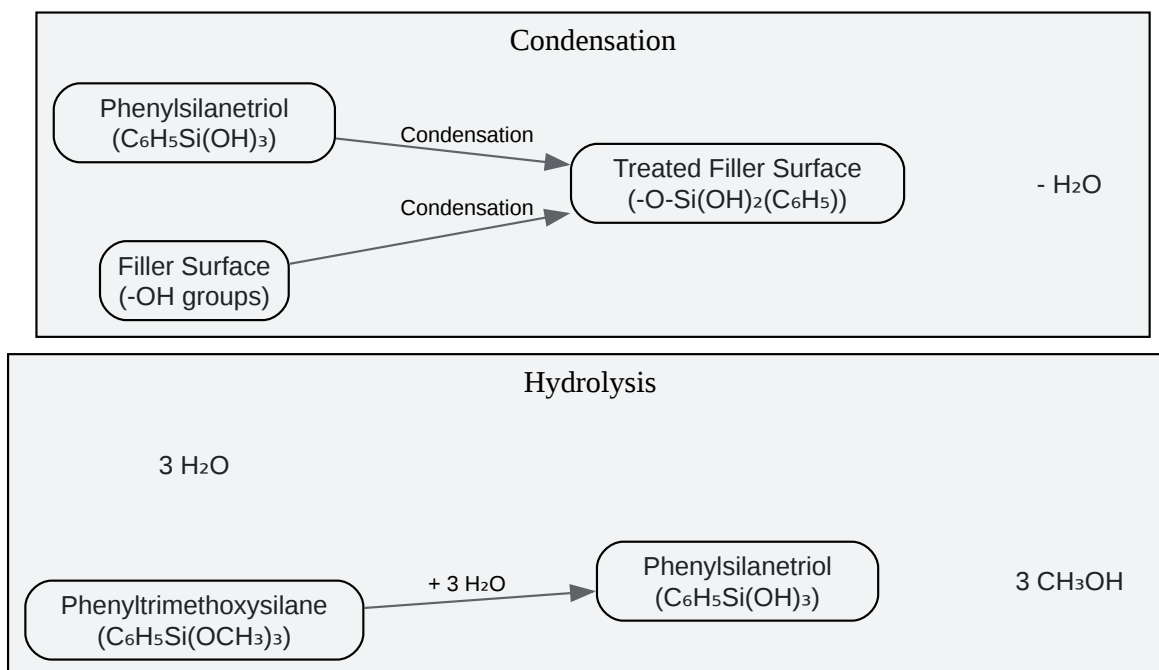 Condensation
Phenylsilanetriol
(C₆H₅Si(OH)₃)
Condensation
Treated Filler Surface
(-O-Si(OH)₂(C₆H₅))
- H₂O
Condensation
Filler Surface
(-OH groups)
Hydrolysis
3 H₂O
Phenyltrimethoxysilane
(C₆H₅Si(OCH₃)₃)
+ 3 H₂O
Phenylsilanetriol
(C₆H₅Si(OH)₃)
3 CH₃OH